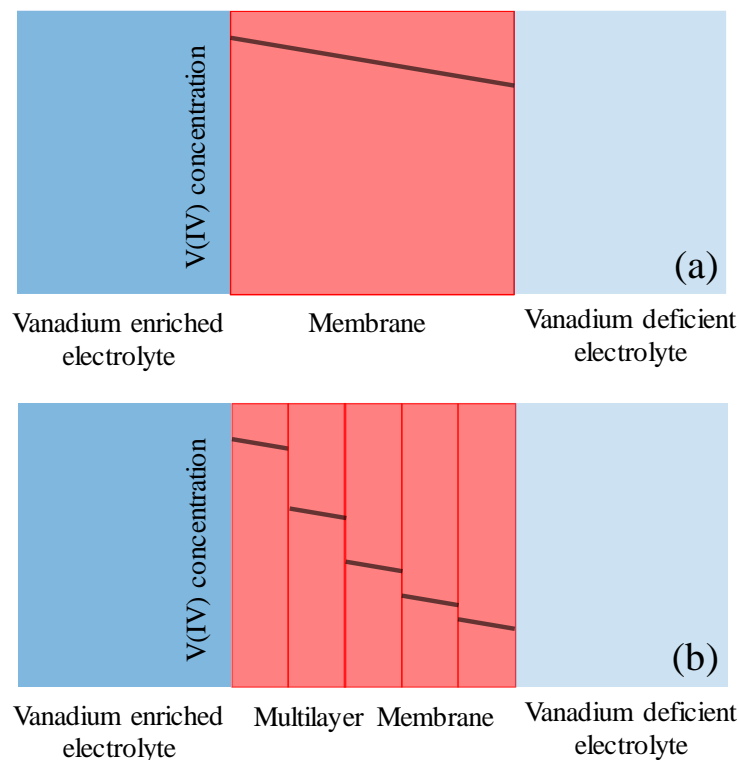 V(IV) concentration
(a)
Vanadium enriched
electrolyte
Membrane
Vanadium deficient
electrolyte
V(IV) concentration
(b)
Vanadium enriched
electrolyte
Multilayer Membrane
Vanadium deficient
electrolyte